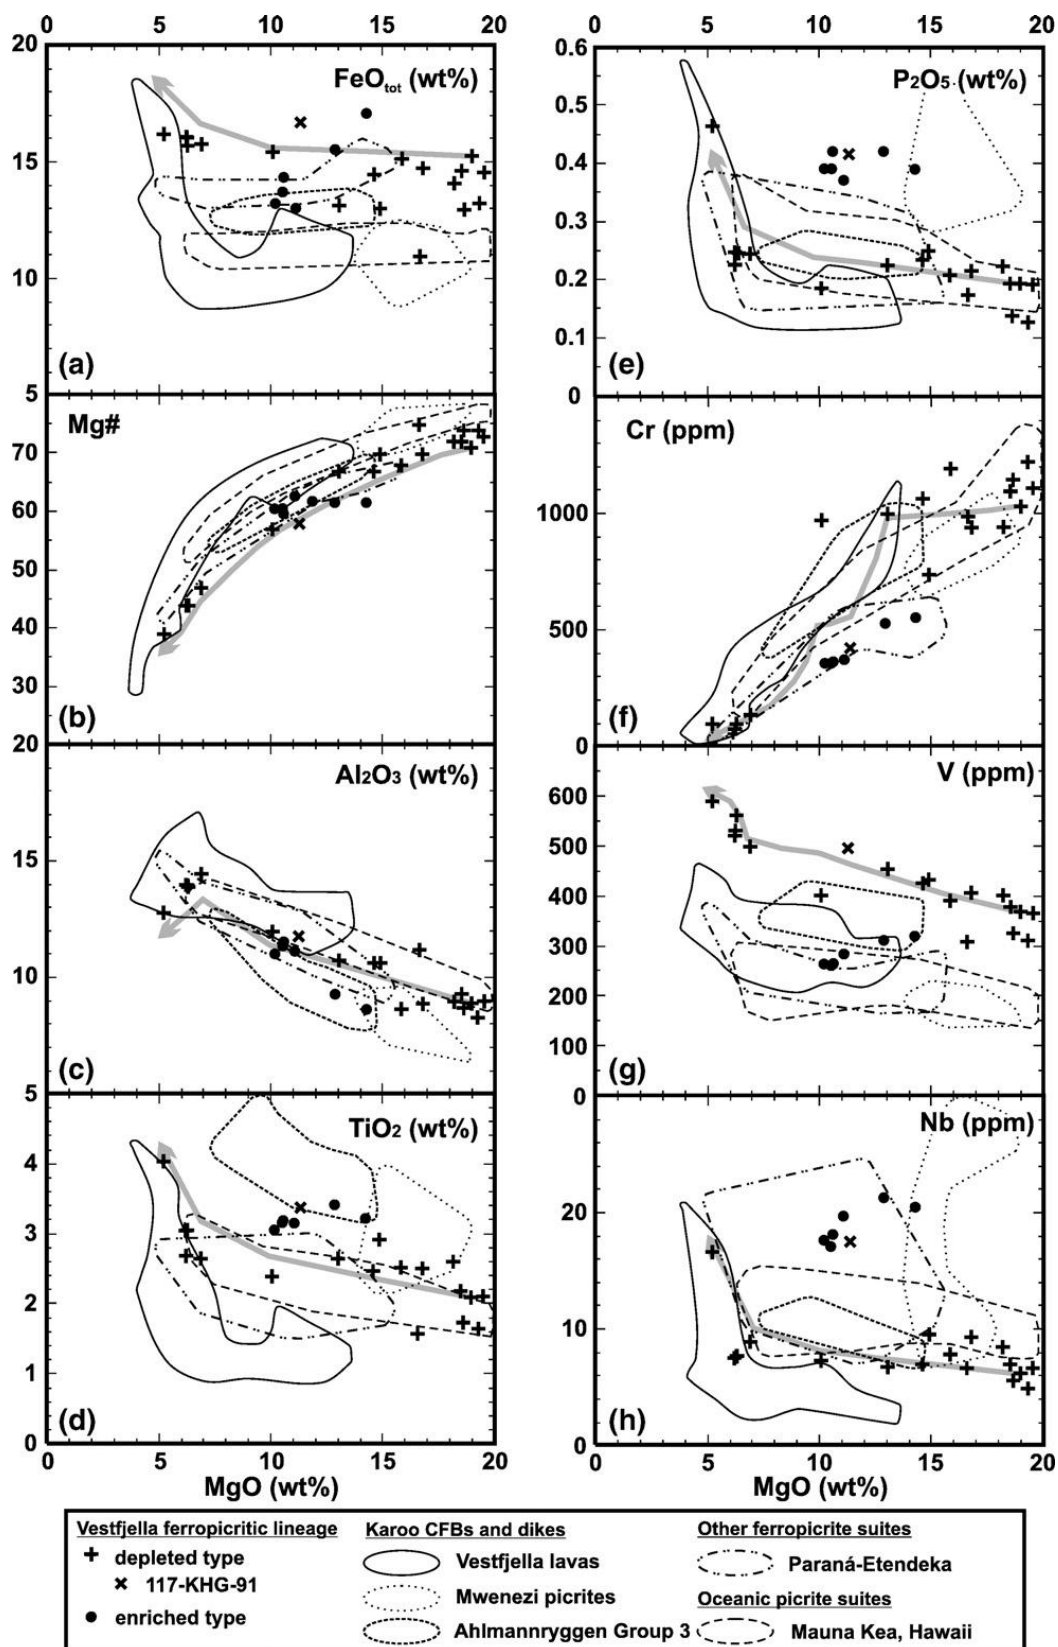 0 5 10 15 20 0 5 10 15 20
20 FeOtot (wt%) 0.6 P2O5 (wt%)
0.5
15 0.4
0.3
10 0.2
0.1
(a) (e)
5 0
Mg# Cr (ppm)
70
60 1000
50
40 500
30
(b) (f)
20 0
Al2O3 (wt%) V (ppm)
600
15 500
400
10 300
200
(c) 100 (g)
5 5 0
TiO2 (wt%) Nb (ppm)
4
3 20
2
10
1
(d) (h)
0 0
0 5 10 15 20 0 5 10 15 20
MgO (wt%) MgO (wt%)
Vestfjella ferropicritic lineage Karoo CFBs and dikes Other ferropicrite suites
depleted type Vestfjella lavas Paraná-Etendeka
117-KHG-91 Mwenezi picrites Oceanic picrite suites
enriched type Ahlmannryggen Group 3 Mauna Kea, Hawaii